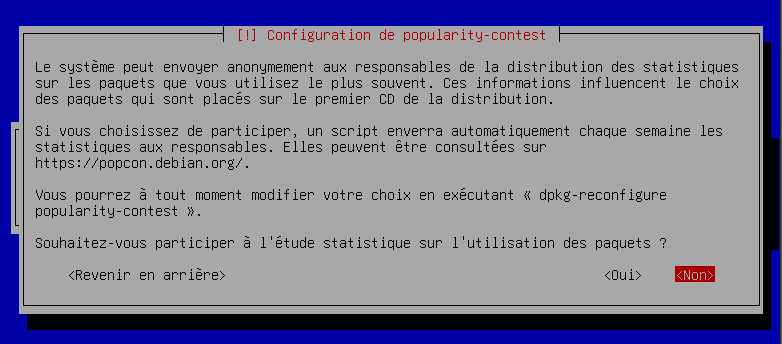 [!] Configuration de popularity-contest
Le système peut envoyer anonymement aux responsables de la distribution des statistiques
sur les paquets que vous utilisez le plus souvent. Ces informations influencent le choix
des paquets qui sont placés sur le premier CD de la distribution.
Si vous choisissez de participer, un script enverra automatiquement chaque semaine les
statistiques aux responsables. Elles peuvent être consultées sur
https://popcon.debian.org/.
Vous pourrez à tout moment modifier votre choix en exécutant « dpkg-reconfigure
popularity-contest ».
Souhaitez-vous participer à l'étude statistique sur l'utilisation des paquets ?
<Revenir en arrière> <Oui> <Non>